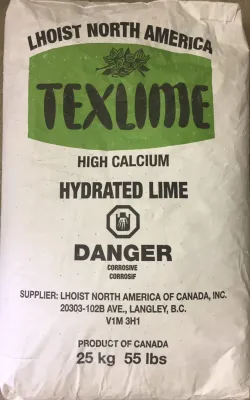 LHOIST NORTH AMERICA
TEXLIME
HIGH CALCIUM
HYDRATED LIME
DANGER
CORROSIVE
CORROSIF
SUPPLIER: LHOIST NORTH AMERICA OF CANADA, INC.
20303-102B AVE., LANGLEY, B.C.
V1M 3H1
PRODUCT OF CANADA
25 kg 55 lbs